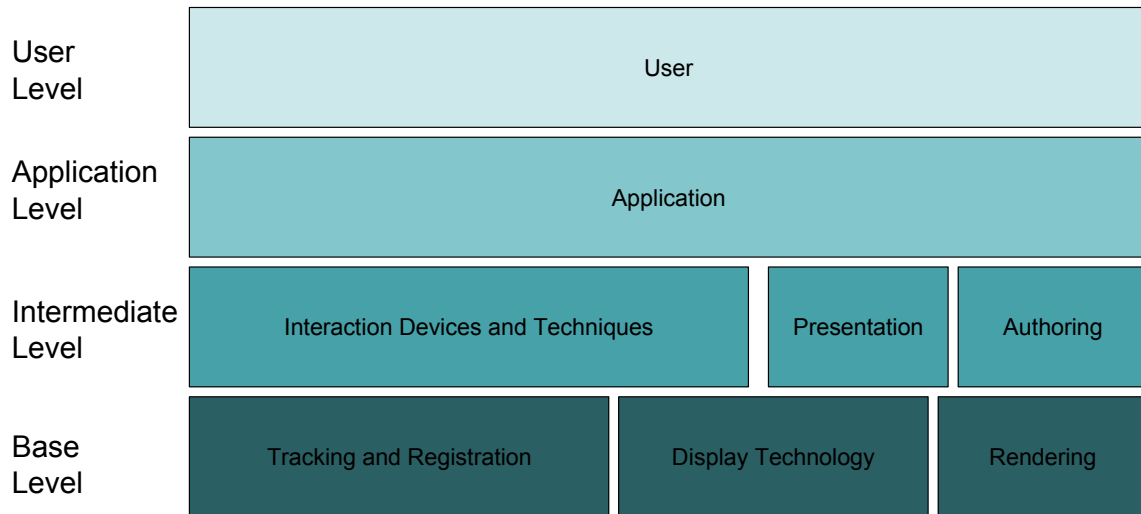 User
Level
User
Application
Level
Application
Intermediate
Level
Interaction Devices and Techniques
Presentation
Authoring
Base
Level
Tracking and Registration
Display Technology
Rendering